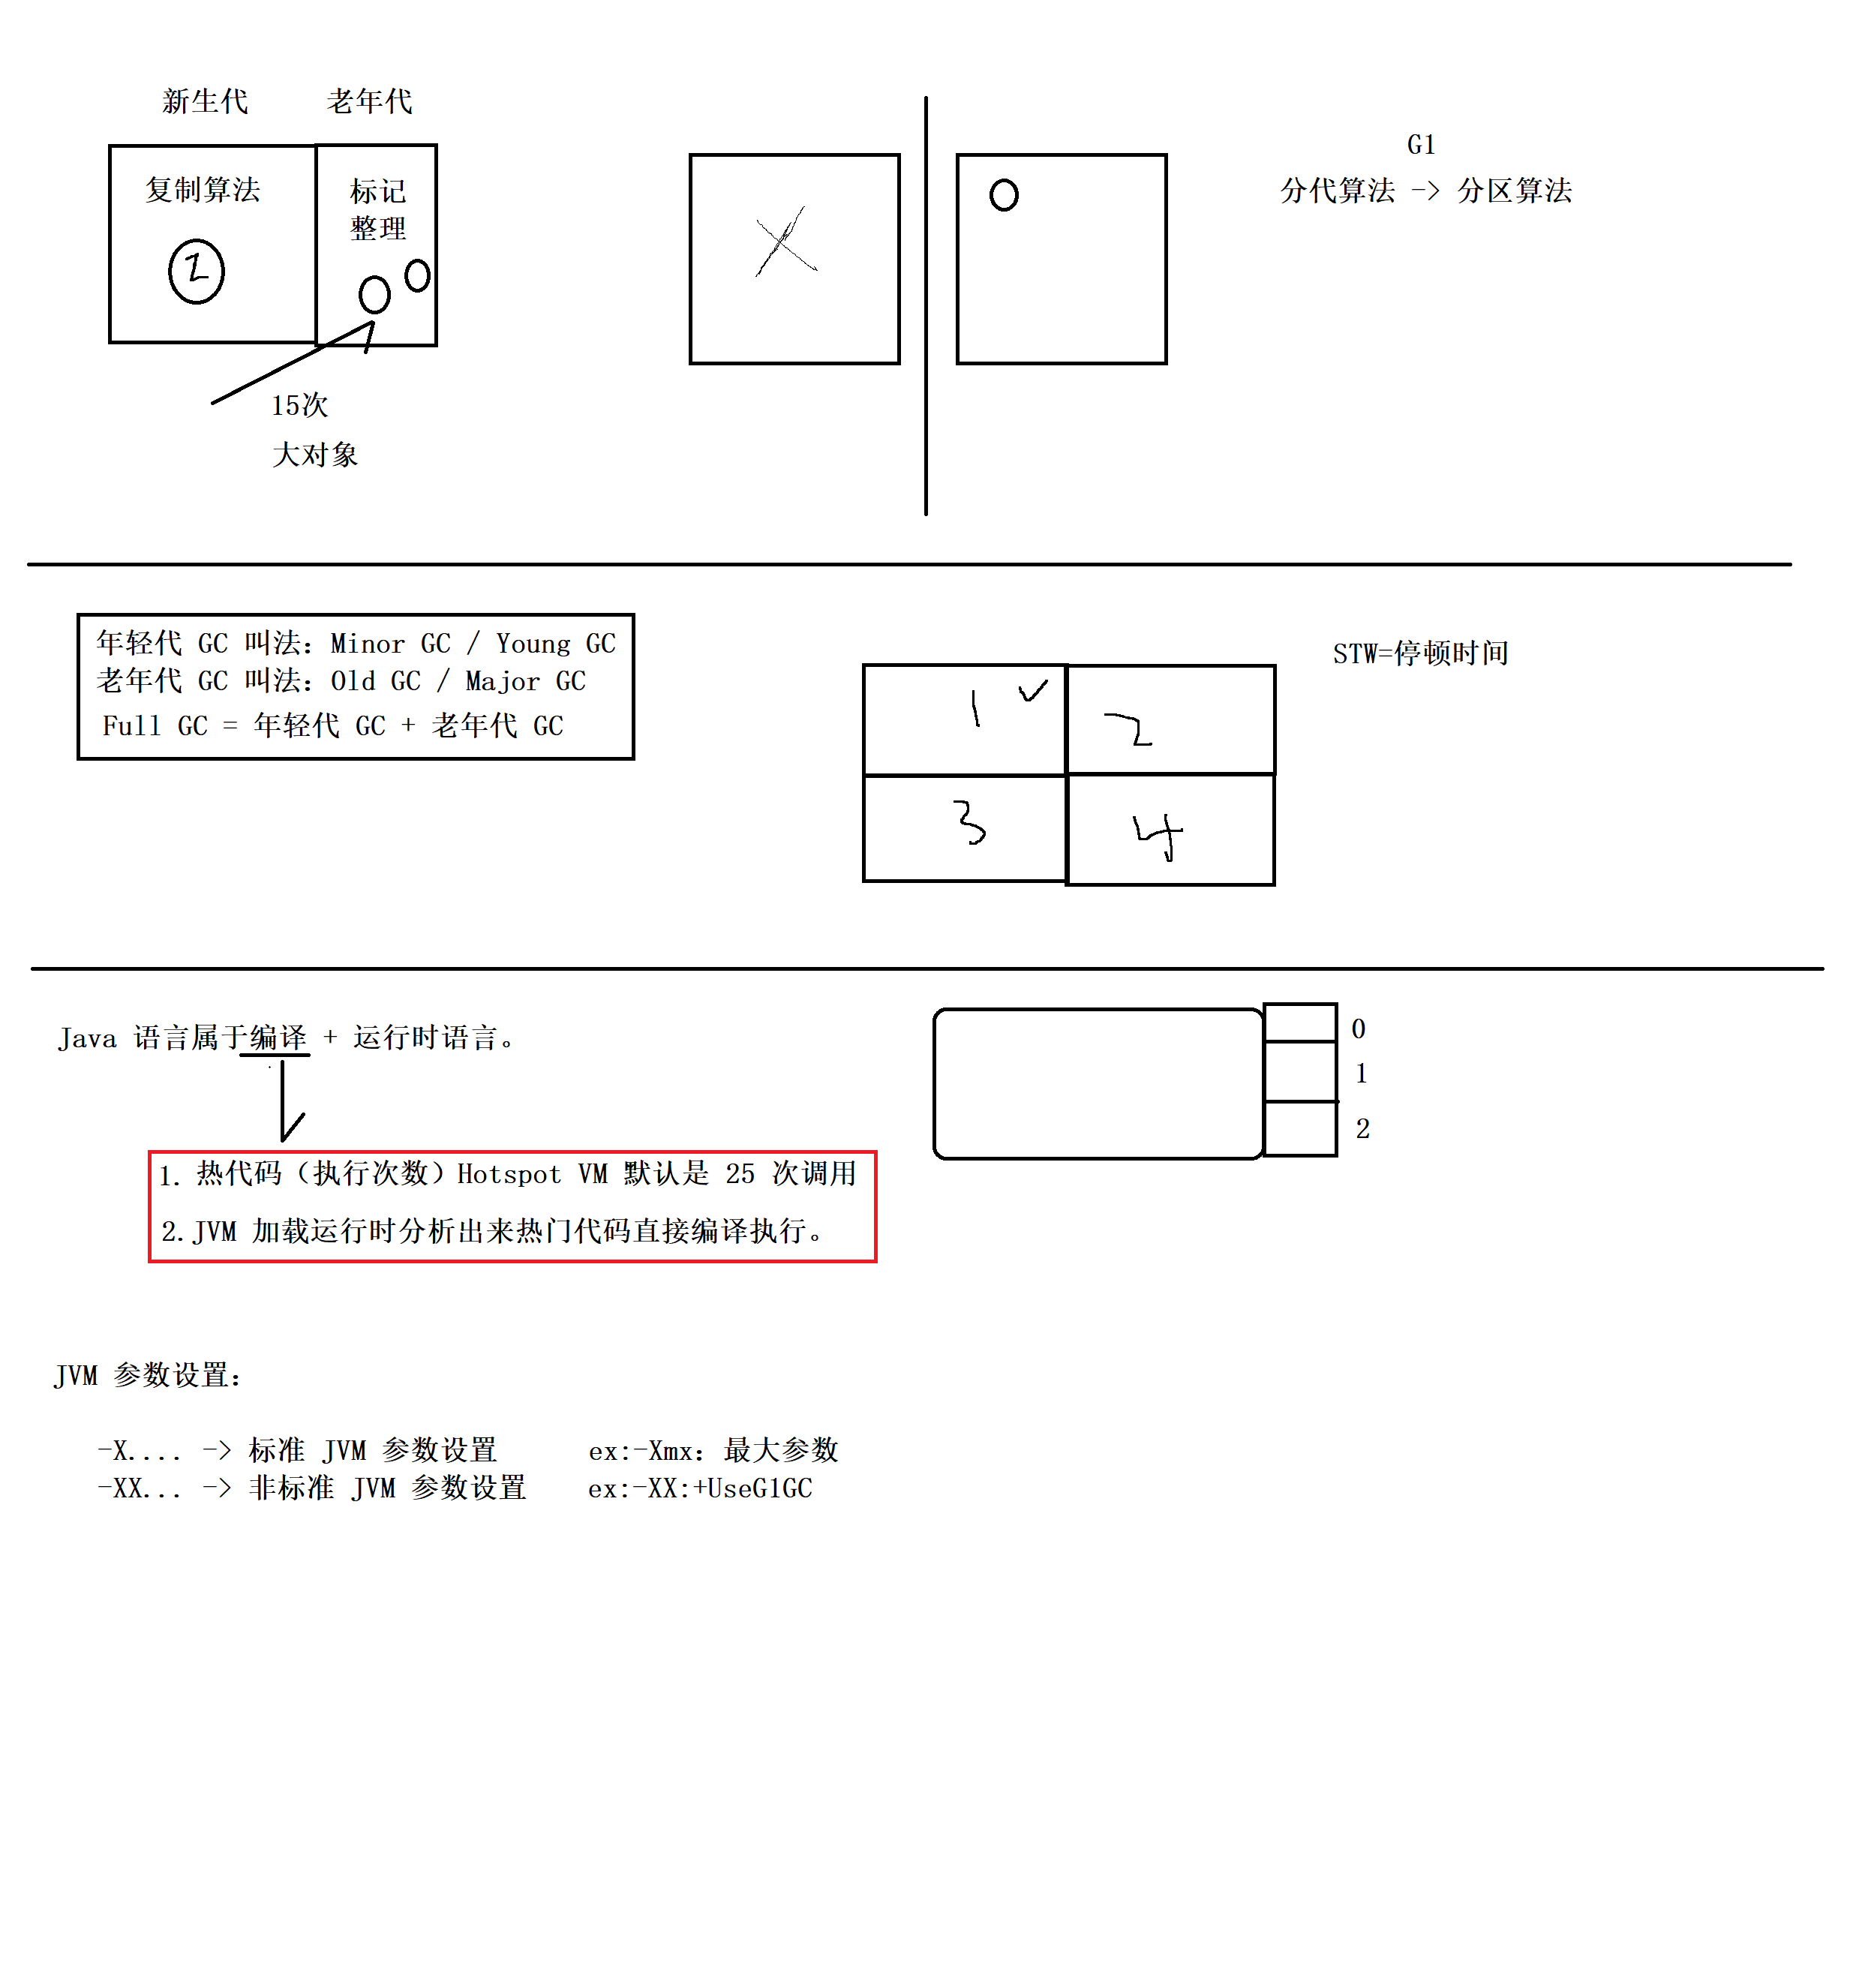 新生代 老年代
复制算法
标记
整理
2
15次
大对象
G1
分代算法 -> 分区算法
年轻代 GC 叫法：Minor GC / Young GC
老年代 GC 叫法：Old GC / Major GC
Full GC = 年轻代 GC + 老年代 GC
STW=停顿时间
1
2
3
4
Java 语言属于编译 + 运行时语言。
0
1
2
1. 热代码（执行次数）Hotspot VM 默认是 25 次调用
2.JVM 加载运行时分析出来热门代码直接编译执行。
JVM 参数设置：
-X.... -> 标准 JVM 参数设置 ex:-Xmx：最大参数
-XX... -> 非标准 JVM 参数设置 ex:-XX:+UseG1GC